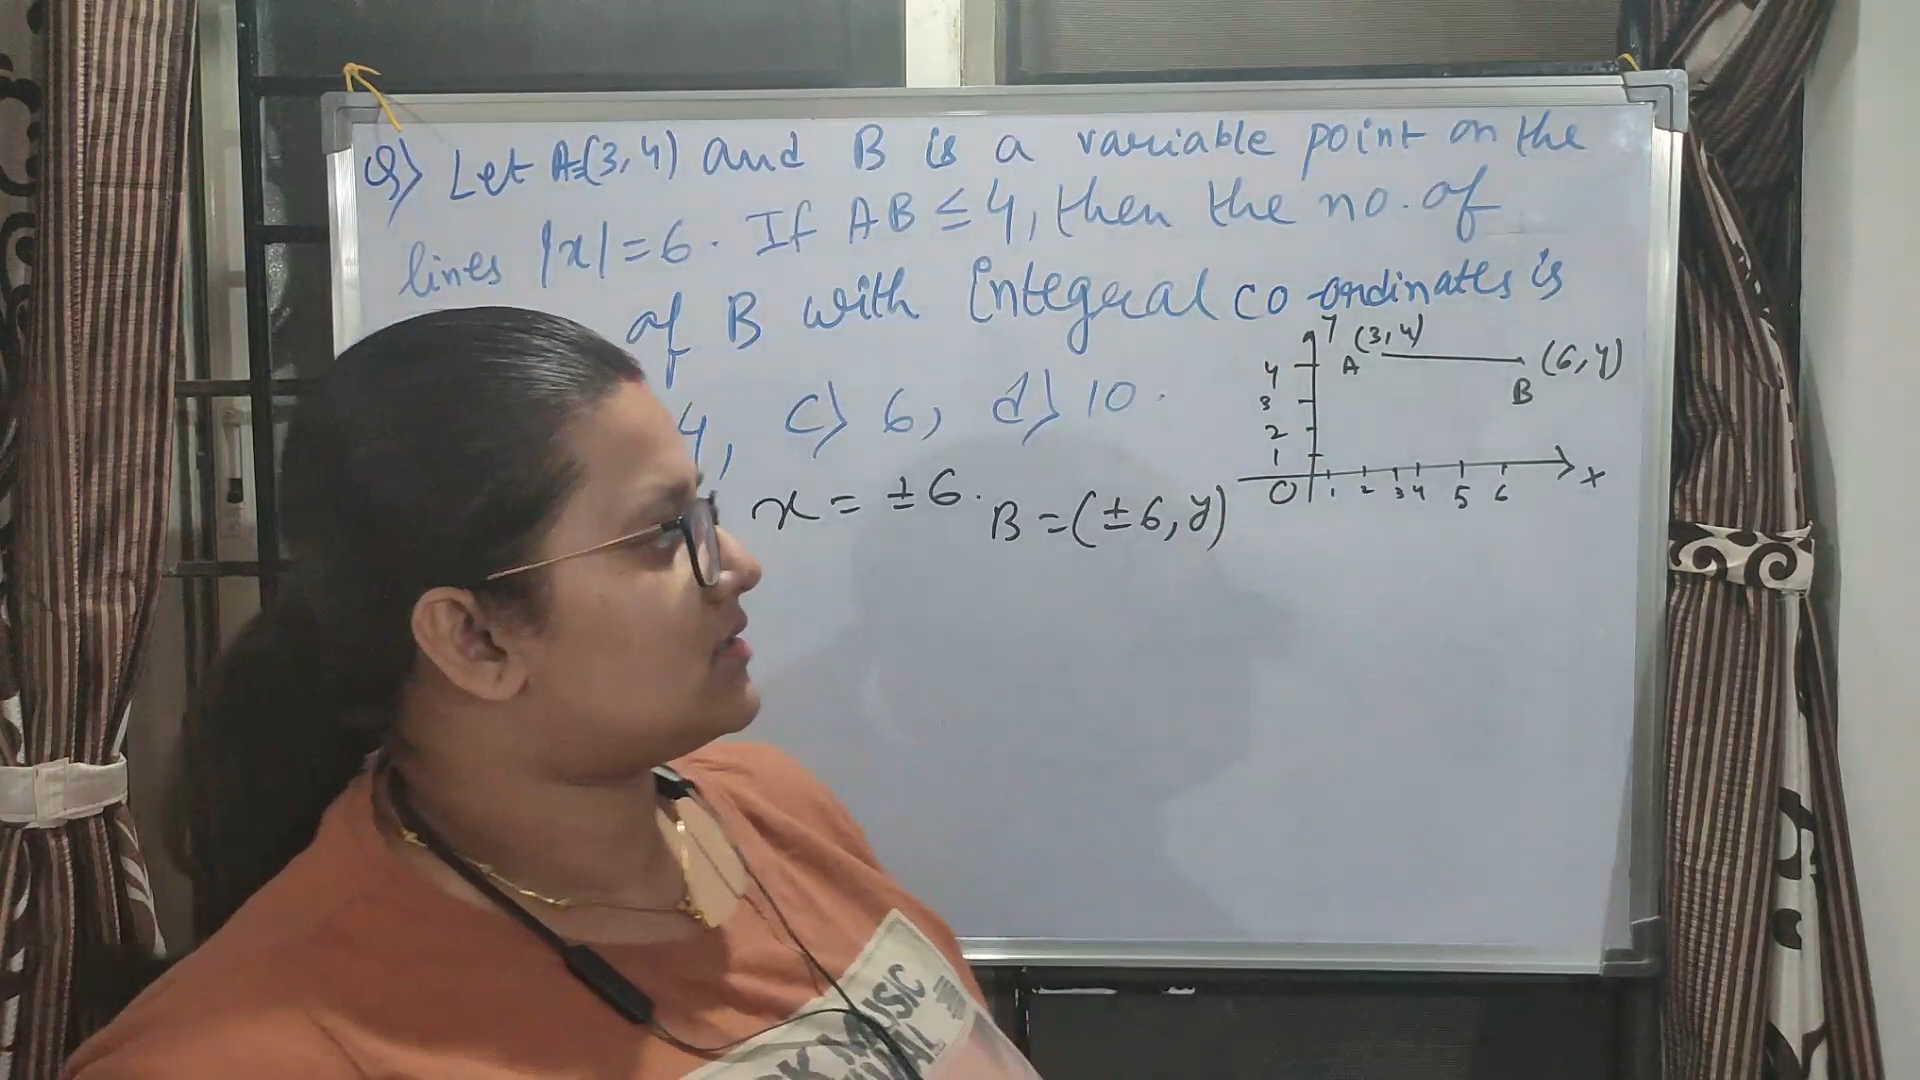 Q) Let A=(3,4) and B is a variable point on the
lines |x|=6. If AB ≤ 4, then the no. of
of B with Integral co-ordinates is
4, c) 6, d) 10.
x = ±6. B = (±6, y)
Y (3,4)
4 A (6, y)
3 B
2
1
O 1 2 3 4 5 6 x
MUSIC